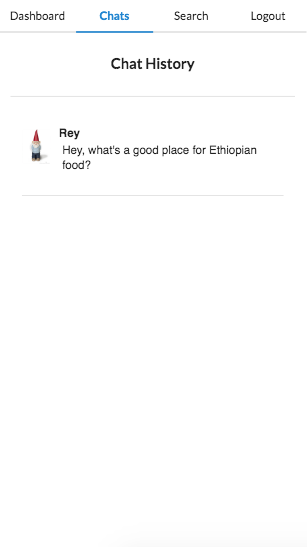 Dashboard Chats Search Logout
Chat History
Rey
Hey, what's a good place for Ethiopian
food?